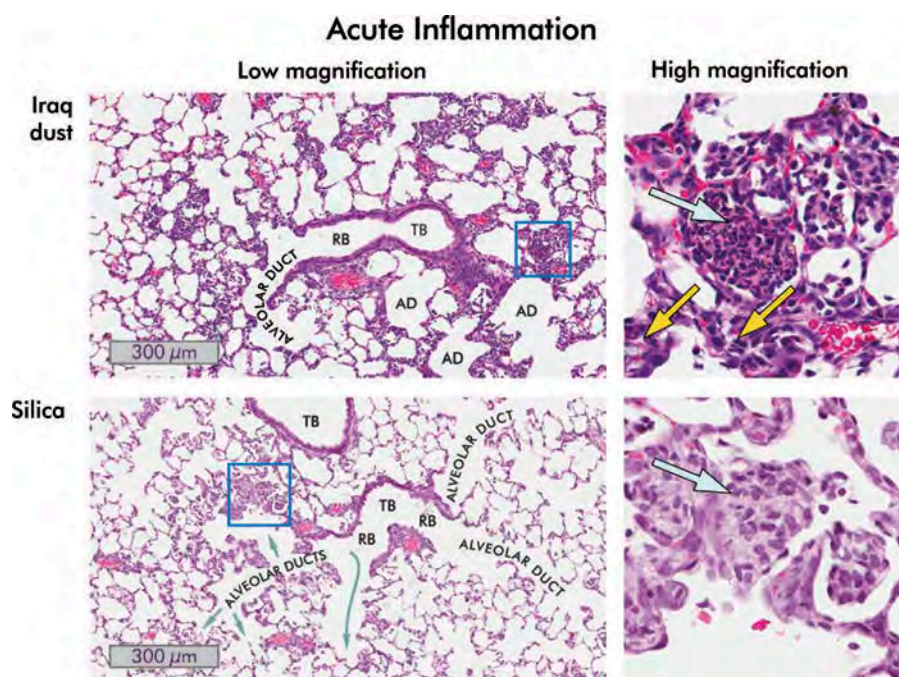 Acute Inflammation
Low magnification
High magnification
Iraq
dust
RB
TB
ALVEOLAR DUCT
AD
AD
AD
300 µm
Silica
TB
ALVEOLAR DUCT
TB
RB
RB
ALVEOLAR DUCTS
ALVEOLAR DUCT
300 µm